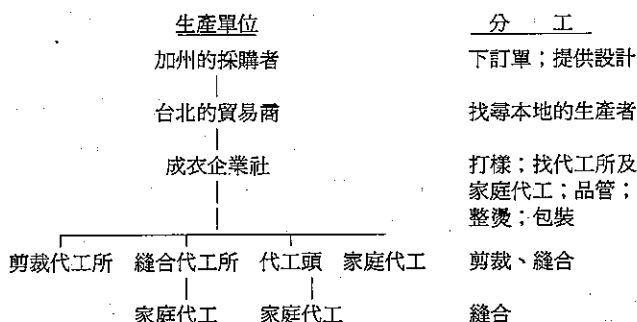 生產單位 分工
加州的採購者 下訂單；提供設計
台北的貿易商 找尋本地的生產者
成衣企業社 打樣；找代工所及
家庭代工；品管；
整燙；包裝
剪裁代工所 縫合代工所 代工頭 家庭代工 剪裁、縫合
家庭代工 家庭代工 縫合